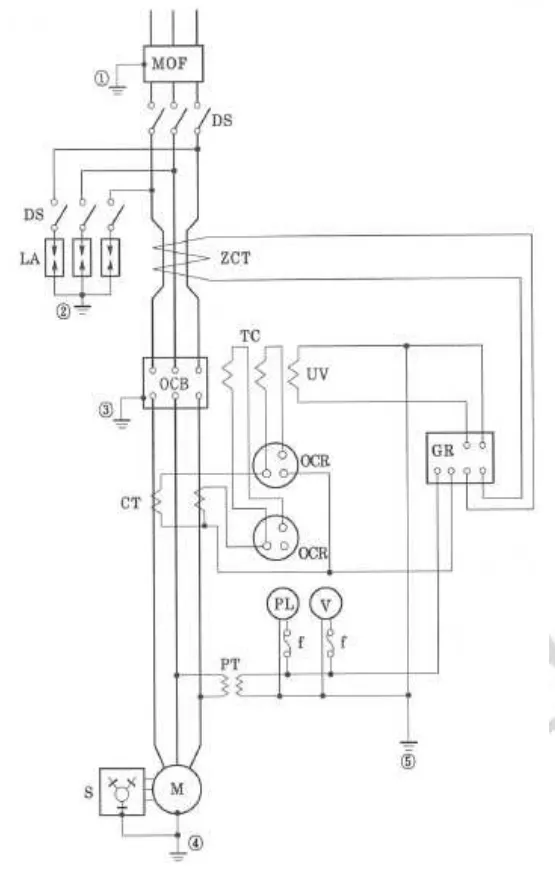 MOF
①
DS
DS
LA
ZCT
②
TC
UV
OCB
③
GR
OCR
CT
OCR
PL
V
f
f
PT
⑤
S
M
④